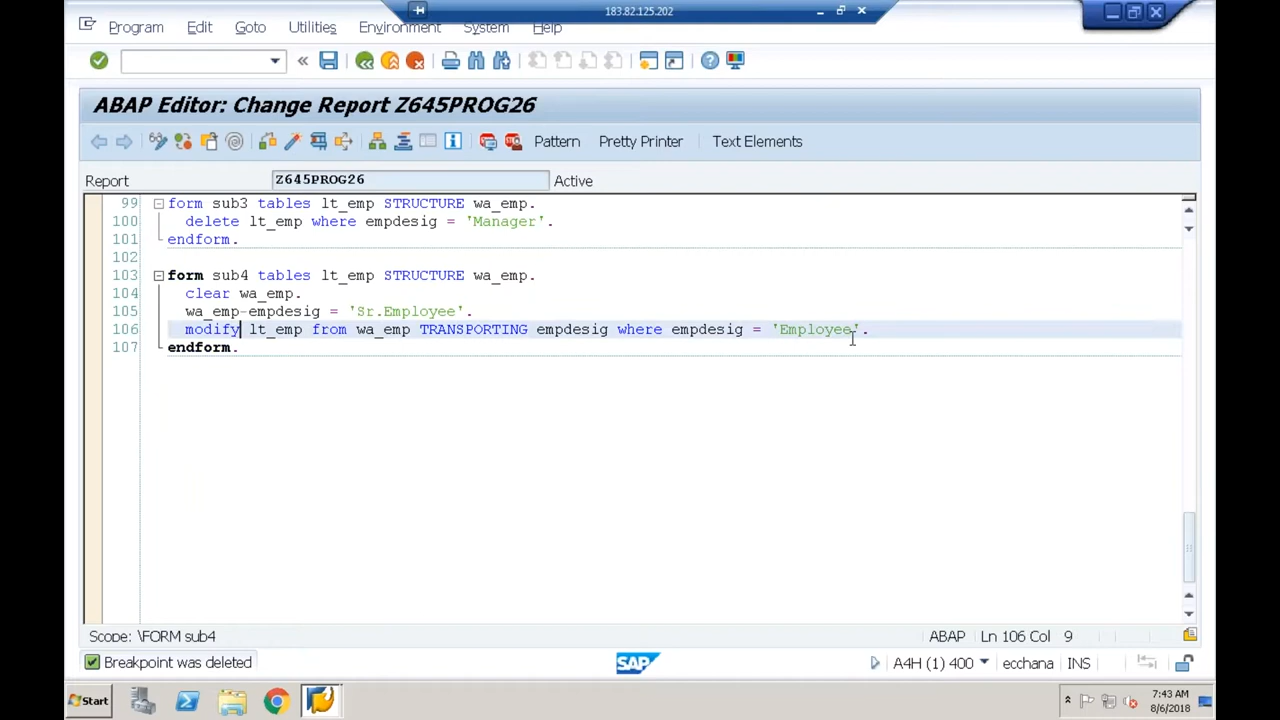 183.82.125.202
Program Edit Goto Utilities Environment System Help
ABAP Editor: Change Report Z645PROG26
Pattern Pretty Printer Text Elements
Report Z645PROG26 Active
99 form sub3 tables lt_emp STRUCTURE wa_emp.
100 delete lt_emp where empdesig = 'Manager'.
101 endform.
102
103 form sub4 tables lt_emp STRUCTURE wa_emp.
104 clear wa_emp.
105 wa_emp-empdesig = 'Sr.Employee'.
106 modify lt_emp from wa_emp TRANSPORTING empdesig where empdesig = 'Employee'.
107 endform.
Scope: \FORM sub4 ABAP Ln 106 Col 9
Breakpoint was deleted SAP A4H (1) 400 ecchana INS
Start 7:43 AM
8/6/2018